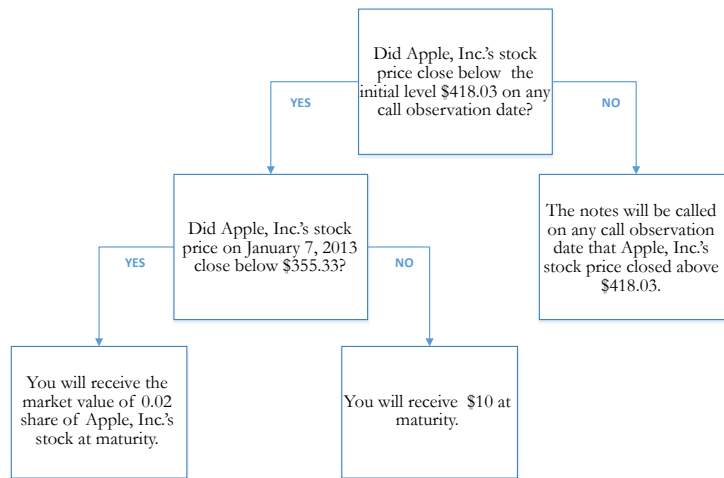 Did Apple, Inc.'s stock
price close below the
initial level $418.03 on any
call observation date?
YES
NO
Did Apple, Inc.'s stock
price on January 7, 2013
close below $355.33?
The notes will be called
on any call observation
date that Apple, Inc.'s
stock price closed above
$418.03.
YES
NO
You will receive the
market value of 0.02
share of Apple, Inc.'s
stock at maturity.
You will receive $10 at
maturity.